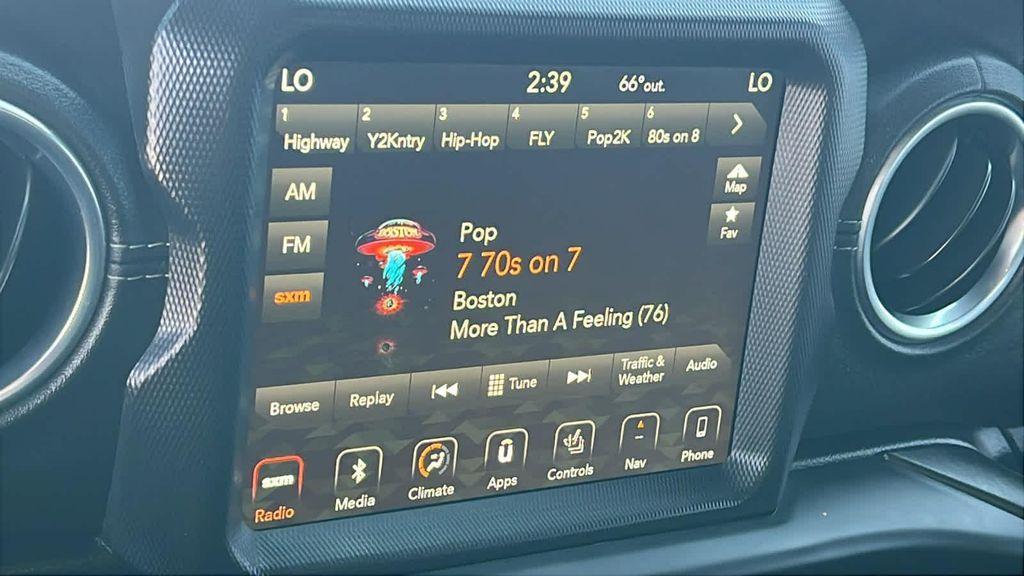 LO 2:39 66°out. LO
1 Highway 2 Y2Kntry 3 Hip-Hop 4 FLY 5 Pop2K 6 80s on 8
Map
AM
Fav
FM
sxm
BOSTON
Pop
7 70s on 7
Boston
More Than A Feeling (76)
Browse Replay Tune Traffic & Weather Audio
sxm
Radio Media Climate Apps Controls Nav Phone